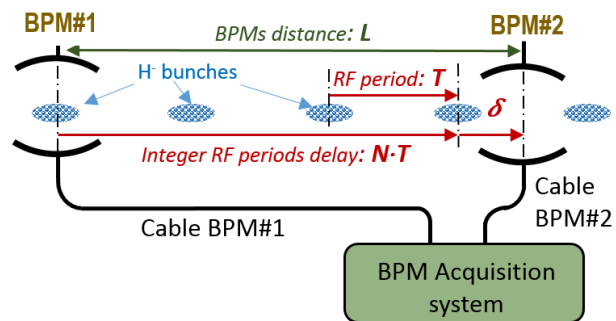 BPM#1
BPMs distance: L
BPM#2
H⁻ bunches
RF period: T
δ
Integer RF periods delay: N·T
Cable BPM#1
Cable
BPM#2
BPM Acquisition
system